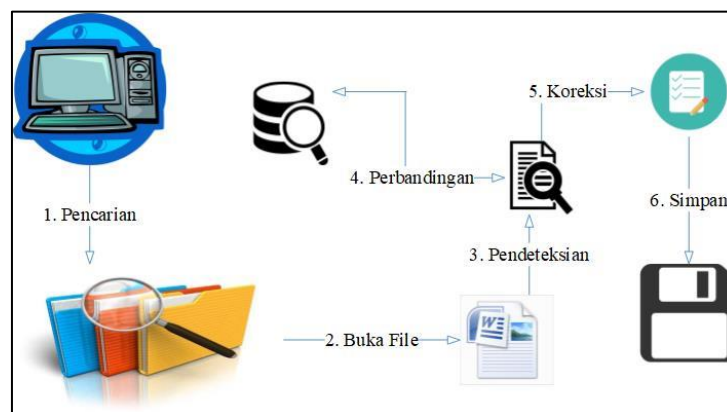 1. Pencarian
2. Buka File
3. Pendeteksian
4. Perbandingan
5. Koreksi
6. Simpan
W